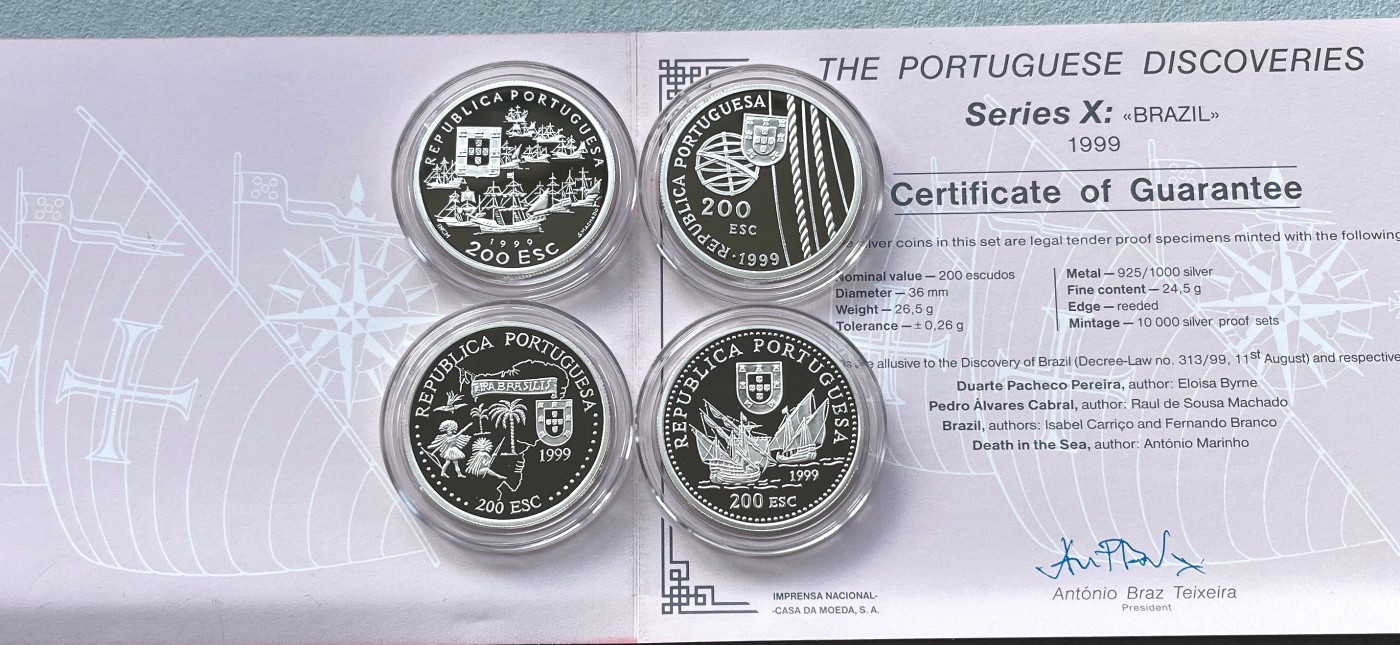 REPUBLICA PORTUGUESA
INCM
1999
S. MACHADO
200 ESC
REPUBLICA PORTUGUESA · 1999
200
ESC
REPUBLICA PORTUGUESA
BRASILIS
1999
200 ESC
REPUBLICA PORTUGUESA
1999
200 ESC
THE PORTUGUESE DISCOVERIES
Series X: «BRAZIL»
1999
Certificate of Guarantee
coins in this set are legal tender proof specimens minted with the following
Nominal value — 200 escudos
Diameter — 36 mm
Weight — 26,5 g
Tolerance — ± 0,26 g
Metal — 925/1000 silver
Fine content — 24,5 g
Edge — reeded
Mintage — 10 000 silver proof sets
allusive to the Discovery of Brazil (Decree-Law no. 313/99, 11st August) and
Duarte Pacheco Pereira, author: Eloísa Byrne
Pedro Álvares Cabral, author: Raul de Sousa Machado
Brazil, authors: Isabel Carriço and Fernando Branco
Death in the Sea, author: António Marinho
António Braz Teixeira
President
IMPRENSA NACIONAL-
-CASA DA MOEDA, S. A.